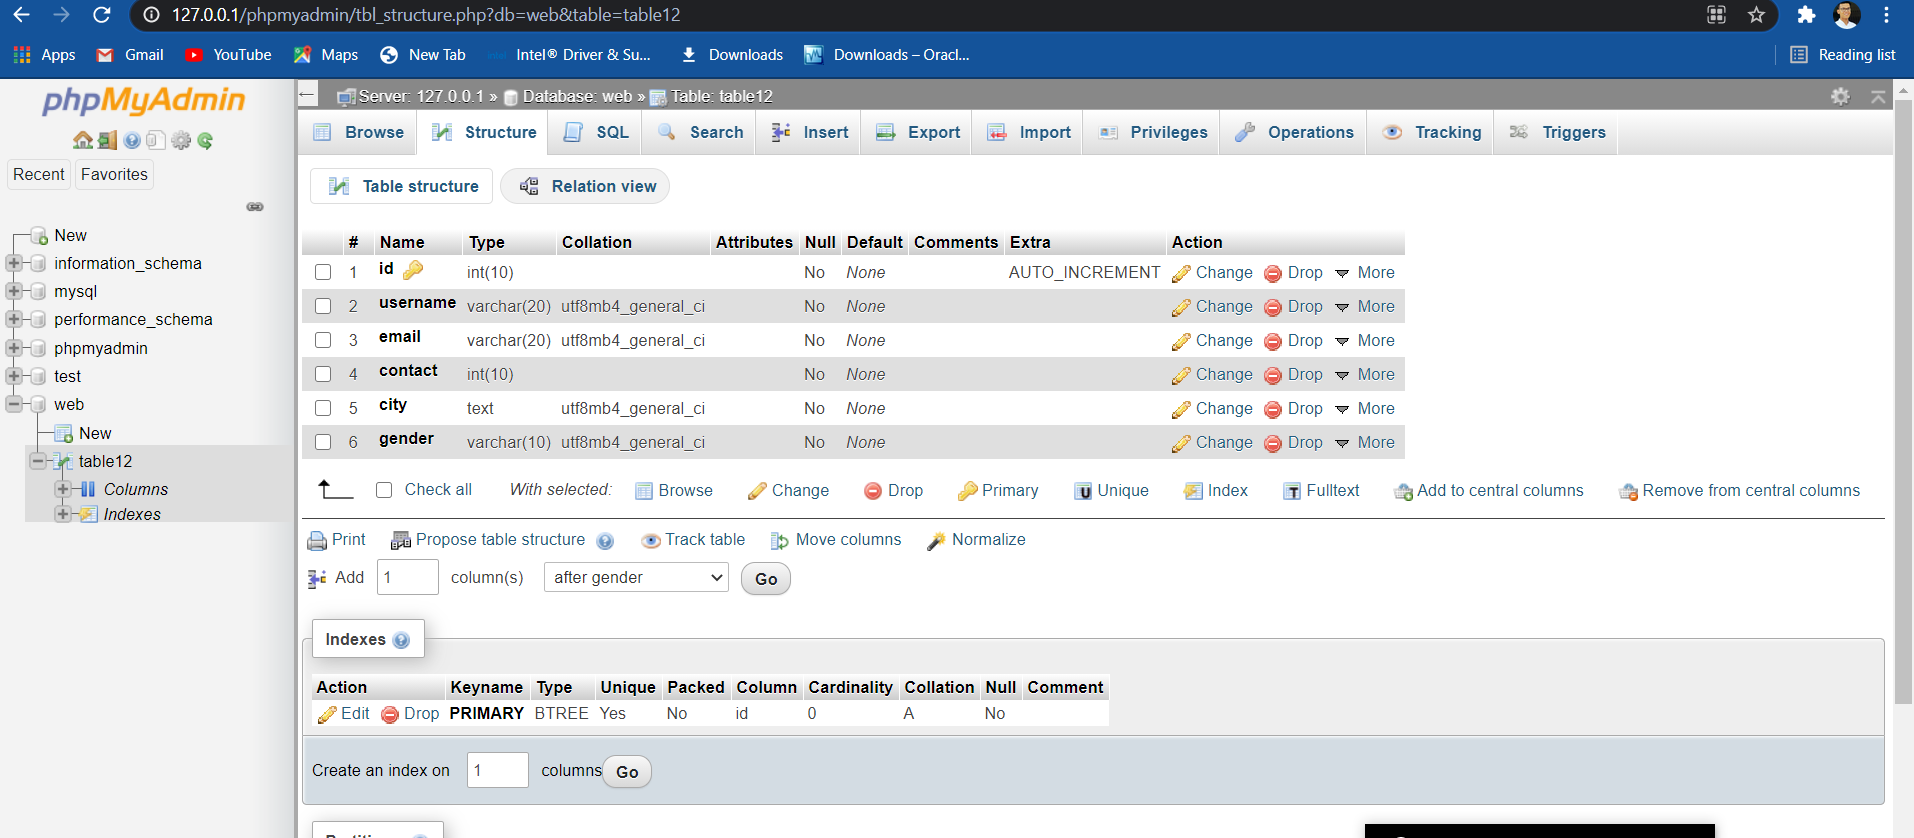 127.0.0.1/phpmyadmin/tbl_structure.php?db=web&table=table12
Apps Gmail YouTube Maps New Tab Intel® Driver & Su... Downloads Downloads – Oracl... Reading list
phpMyAdmin
Recent Favorites
New
information_schema
mysql
performance_schema
phpmyadmin
test
web
New
table12
Columns
Indexes
Server: 127.0.0.1 » Database: web » Table: table12
Browse Structure SQL Search Insert Export Import Privileges Operations Tracking Triggers
Table structure Relation view
# Name Type Collation Attributes Null Default Comments Extra Action
1 id int(10) No None AUTO_INCREMENT Change Drop More
2 username varchar(20) utf8mb4_general_ci No None Change Drop More
3 email varchar(20) utf8mb4_general_ci No None Change Drop More
4 contact int(10) No None Change Drop More
5 city text utf8mb4_general_ci No None Change Drop More
6 gender varchar(10) utf8mb4_general_ci No None Change Drop More
Check all With selected: Browse Change Drop Primary Unique Index Fulltext Add to central columns Remove from central columns
Print Propose table structure Track table Move columns Normalize
Add 1 column(s) after gender Go
Indexes
Action Keyname Type Unique Packed Column Cardinality Collation Null Comment
Edit Drop PRIMARY BTREE Yes No id 0 A No
Create an index on 1 columns Go